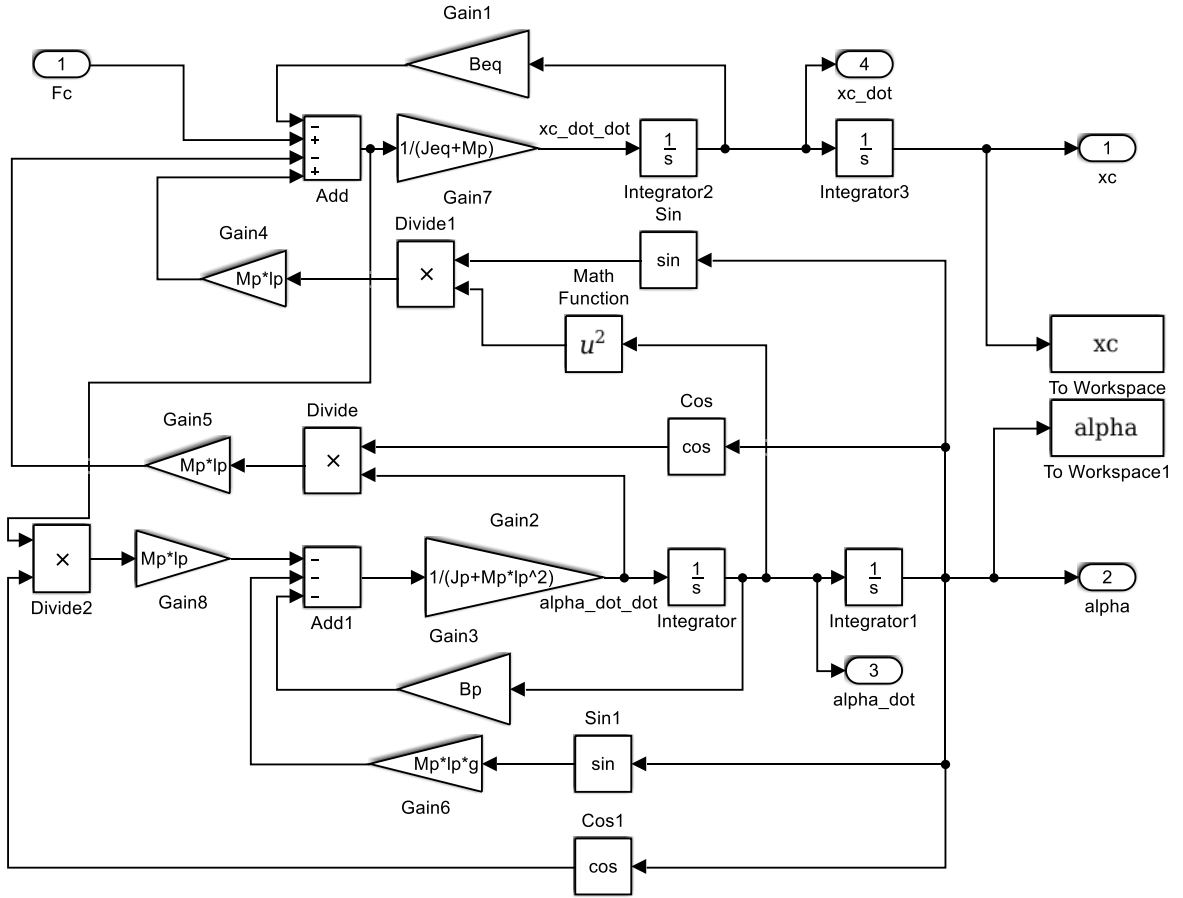 Gain1
1
Fc
Beq
4
xc_dot
−
+
−
+
Add
1/(Jeq+Mp)
Gain7
xc_dot_dot
1
s
Integrator2
1
s
Integrator3
1
xc
Gain4
Mp*lp
Divide1
×
Sin
sin
Math
Function
u²
xc
To Workspace
Gain5
Mp*lp
Divide
×
Cos
cos
alpha
To Workspace1
×
Divide2
Mp*lp
Gain8
−
−
−
Add1
Gain2
1/(Jp+Mp*lp^2)
alpha_dot_dot
1
s
Integrator
1
s
Integrator1
2
alpha
3
alpha_dot
Gain3
Bp
Sin1
sin
Mp*lp*g
Gain6
Cos1
cos